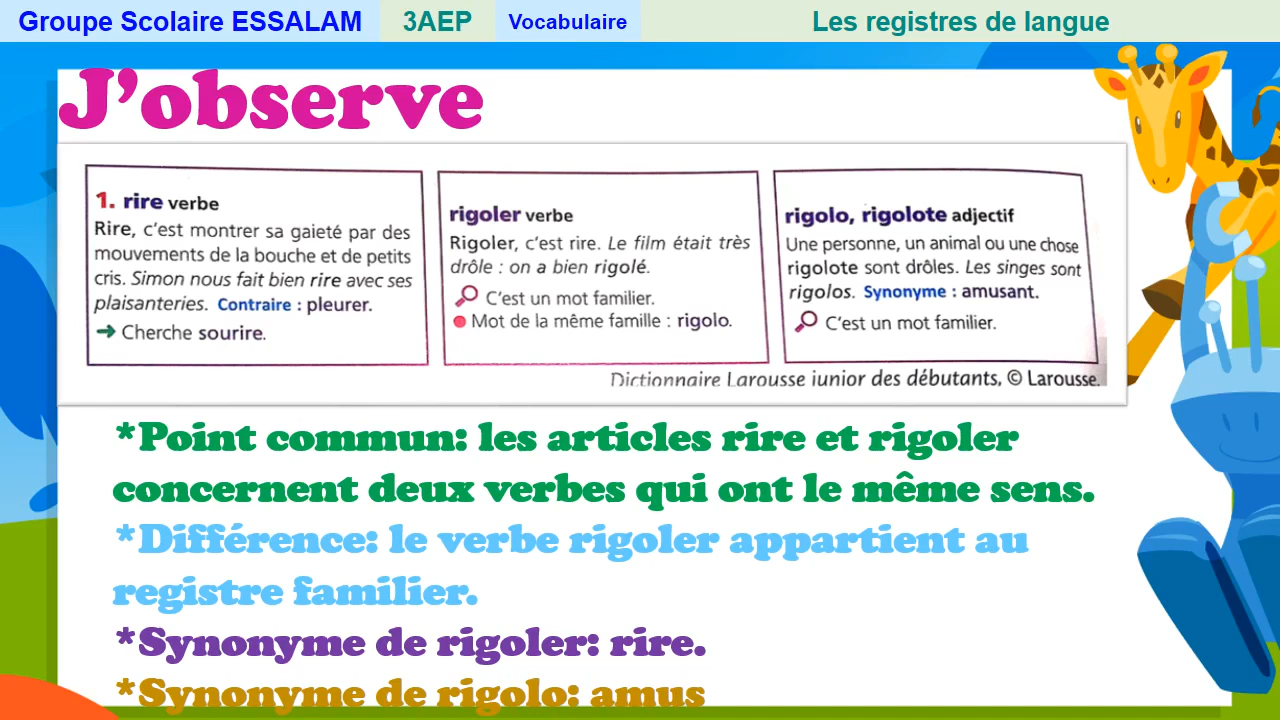 Groupe Scolaire ESSALAM 3AEP Vocabulaire Les registres de langue
J'observe
1. rire verbe
Rire, c'est montrer sa gaieté par des
mouvements de la bouche et de petits
cris. Simon nous fait bien rire avec ses
plaisanteries. Contraire : pleurer.
➜ Cherche sourire.
rigoler verbe
Rigoler, c'est rire. Le film était très
drôle : on a bien rigolé.
C'est un mot familier.
● Mot de la même famille : rigolo.
rigolo, rigolote adjectif
Une personne, un animal ou une chose
rigolote sont drôles. Les singes sont
rigolos. Synonyme : amusant.
C'est un mot familier.
Dictionnaire Larousse junior des débutants, © Larousse.
*Point commun: les articles rire et rigoler
concernent deux verbes qui ont le même sens.
*Différence: le verbe rigoler appartient au
registre familier.
*Synonyme de rigoler: rire.
*Synonyme de rigolo: amus